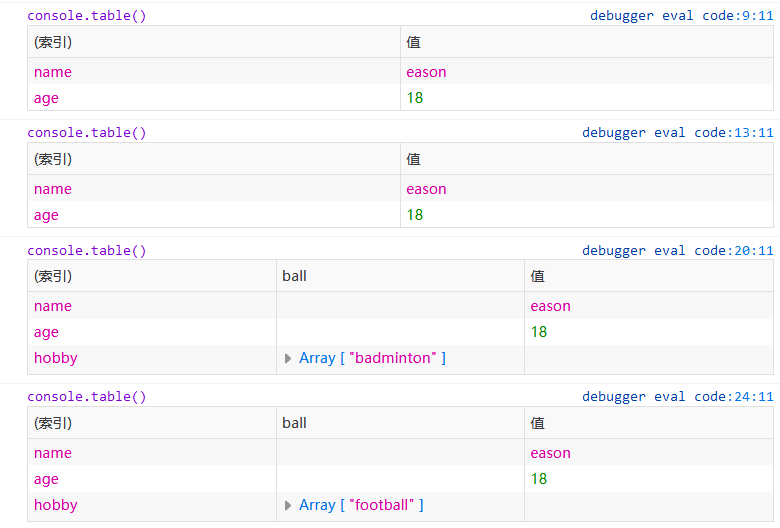 console.table() debugger eval code:9:11
(索引) 值
name eason
age 18
console.table() debugger eval code:13:11
(索引) 值
name eason
age 18
console.table() debugger eval code:20:11
(索引) ball 值
name eason
age 18
hobby Array [ "badminton" ]
console.table() debugger eval code:24:11
(索引) ball 值
name eason
age 18
hobby Array [ "football" ]